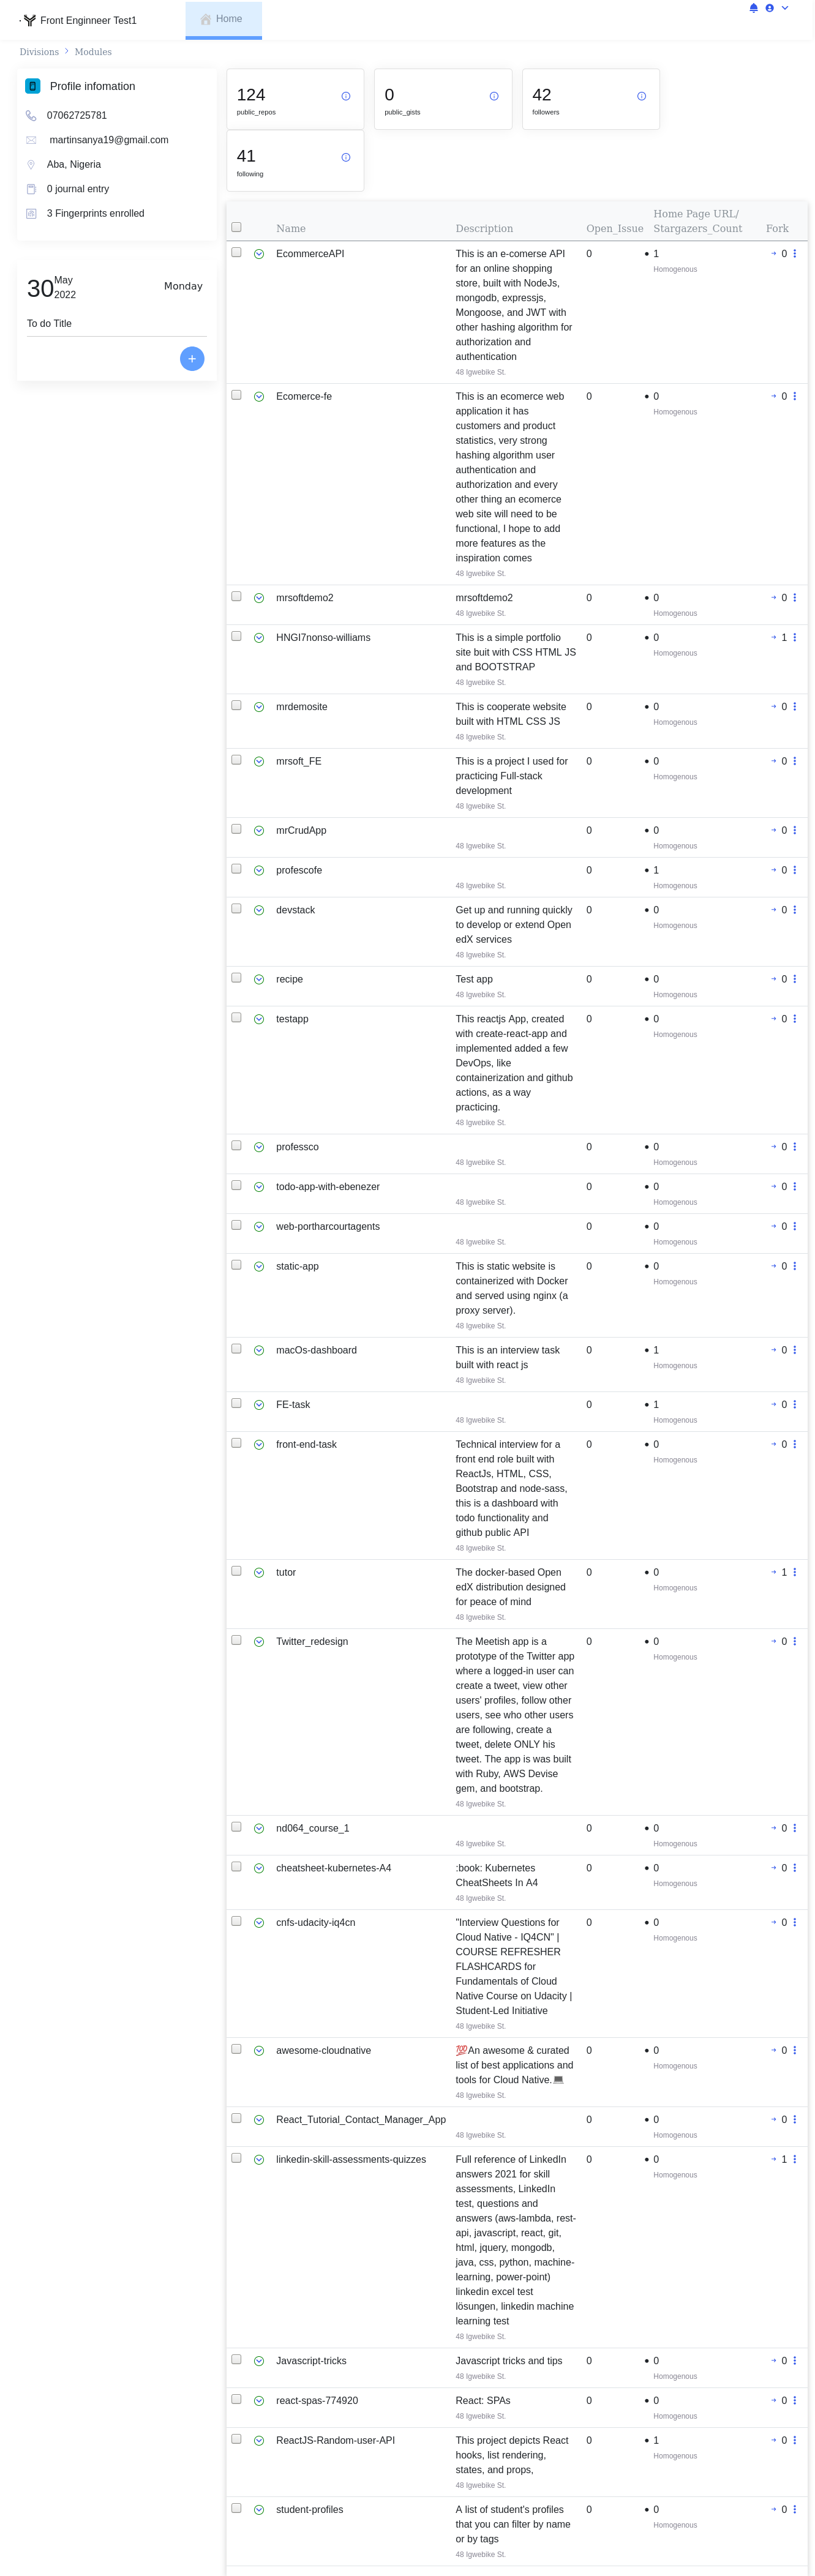 Front Enginneer Test1
Home
Divisions
Modules
Profile infomation
07062725781
martinsanya19@gmail.com
Aba, Nigeria
0 journal entry
3 Fingerprints enrolled
30
May
2022
Monday
To do Title
+
124
public_repos
0
public_gists
42
followers
41
following
Name Description Open_Issue Home Page URL/
Stargazers_Count Fork
EcommerceAPI This is an e-comerse API 0 1 0
for an online shopping Homogenous
store, built with NodeJs,
mongodb, expressjs,
Mongoose, and JWT with
other hashing algorithm for
authorization and
authentication
48 Igwebike St.
Ecomerce-fe This is an ecomerce web 0 0 0
application it has Homogenous
customers and product
statistics, very strong
hashing algorithm user
authentication and
authorization and every
other thing an ecomerce
web site will need to be
functional, I hope to add
more features as the
inspiration comes
48 Igwebike St.
mrsoftdemo2 mrsoftdemo2 0 0 0
48 Igwebike St. Homogenous
HNGI7nonso-williams This is a simple portfolio 0 0 1
site buit with CSS HTML JS Homogenous
and BOOTSTRAP
48 Igwebike St.
mrdemosite This is cooperate website 0 0 0
built with HTML CSS JS Homogenous
48 Igwebike St.
mrsoft_FE This is a project I used for 0 0 0
practicing Full-stack Homogenous
development
48 Igwebike St.
mrCrudApp 0 0 0
48 Igwebike St. Homogenous
profescofe 0 1 0
48 Igwebike St. Homogenous
devstack Get up and running quickly 0 0 0
to develop or extend Open Homogenous
edX services
48 Igwebike St.
recipe Test app 0 0 0
48 Igwebike St. Homogenous
testapp This reactjs App, created 0 0 0
with create-react-app and Homogenous
implemented added a few
DevOps, like
containerization and github
actions, as a way
practicing.
48 Igwebike St.
professco 0 0 0
48 Igwebike St. Homogenous
todo-app-with-ebenezer 0 0 0
48 Igwebike St. Homogenous
web-portharcourtagents 0 0 0
48 Igwebike St. Homogenous
static-app This is static website is 0 0 0
containerized with Docker Homogenous
and served using nginx (a
proxy server).
48 Igwebike St.
macOs-dashboard This is an interview task 0 1 0
built with react js Homogenous
48 Igwebike St.
FE-task 0 1 0
48 Igwebike St. Homogenous
front-end-task Technical interview for a 0 0 0
front end role built with Homogenous
ReactJs, HTML, CSS,
Bootstrap and node-sass,
this is a dashboard with
todo functionality and
github public API
48 Igwebike St.
tutor The docker-based Open 0 0 1
edX distribution designed Homogenous
for peace of mind
48 Igwebike St.
Twitter_redesign The Meetish app is a 0 0 0
prototype of the Twitter app Homogenous
where a logged-in user can
create a tweet, view other
users' profiles, follow other
users, see who other users
are following, create a
tweet, delete ONLY his
tweet. The app is was built
with Ruby, AWS Devise
gem, and bootstrap.
48 Igwebike St.
nd064_course_1 0 0 0
48 Igwebike St. Homogenous
cheatsheet-kubernetes-A4 :book: Kubernetes 0 0 0
CheatSheets In A4 Homogenous
48 Igwebike St.
cnfs-udacity-iq4cn "Interview Questions for 0 0 0
Cloud Native - IQ4CN" | Homogenous
COURSE REFRESHER
FLASHCARDS for
Fundamentals of Cloud
Native Course on Udacity |
Student-Led Initiative
48 Igwebike St.
awesome-cloudnative 💯An awesome & curated 0 0 0
list of best applications and Homogenous
tools for Cloud Native.💻
48 Igwebike St.
React_Tutorial_Contact_Manager_App 0 0 0
48 Igwebike St. Homogenous
linkedin-skill-assessments-quizzes Full reference of LinkedIn 0 0 1
answers 2021 for skill Homogenous
assessments, LinkedIn
test, questions and
answers (aws-lambda, rest-
api, javascript, react, git,
html, jquery, mongodb,
java, css, python, machine-
learning, power-point)
linkedin excel test
lösungen, linkedin machine
learning test
48 Igwebike St.
Javascript-tricks Javascript tricks and tips 0 0 0
48 Igwebike St. Homogenous
react-spas-774920 React: SPAs 0 0 0
48 Igwebike St. Homogenous
ReactJS-Random-user-API This project depicts React 0 1 0
hooks, list rendering, Homogenous
states, and props,
48 Igwebike St.
student-profiles A list of student's profiles 0 0 0
that you can filter by name Homogenous
or by tags
48 Igwebike St.